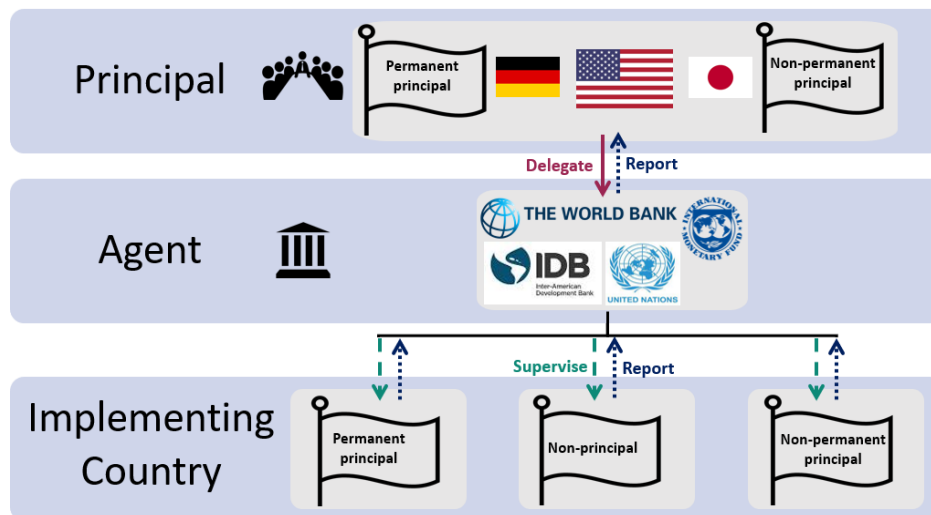 Principal
Permanent
principal
Non-permanent
principal
Delegate
Report
Agent
THE WORLD BANK
INTERNATIONAL
MONETARY FUND
IDB
Inter-American
Development Bank
UNITED NATIONS
Supervise
Report
Implementing
Country
Permanent
principal
Non-principal
Non-permanent
principal